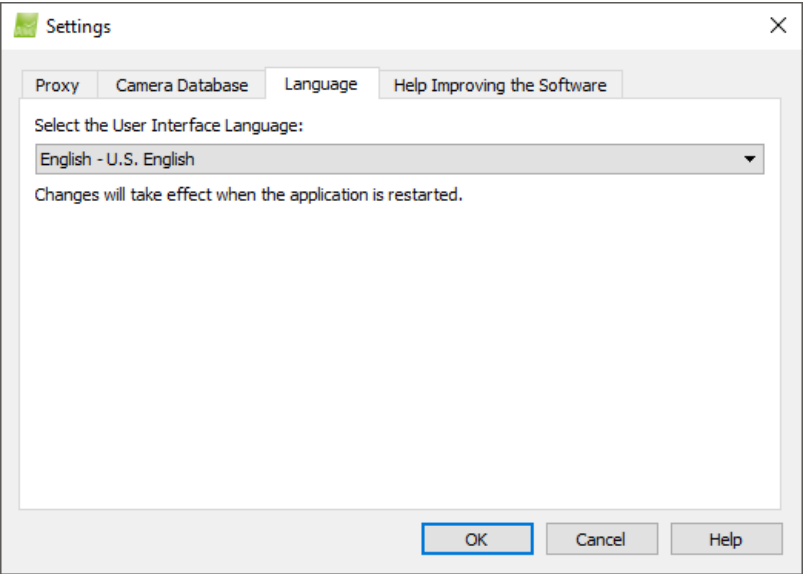 Settings
Proxy Camera Database Language Help Improving the Software
Select the User Interface Language:
English - U.S. English
Changes will take effect when the application is restarted.
OK Cancel Help